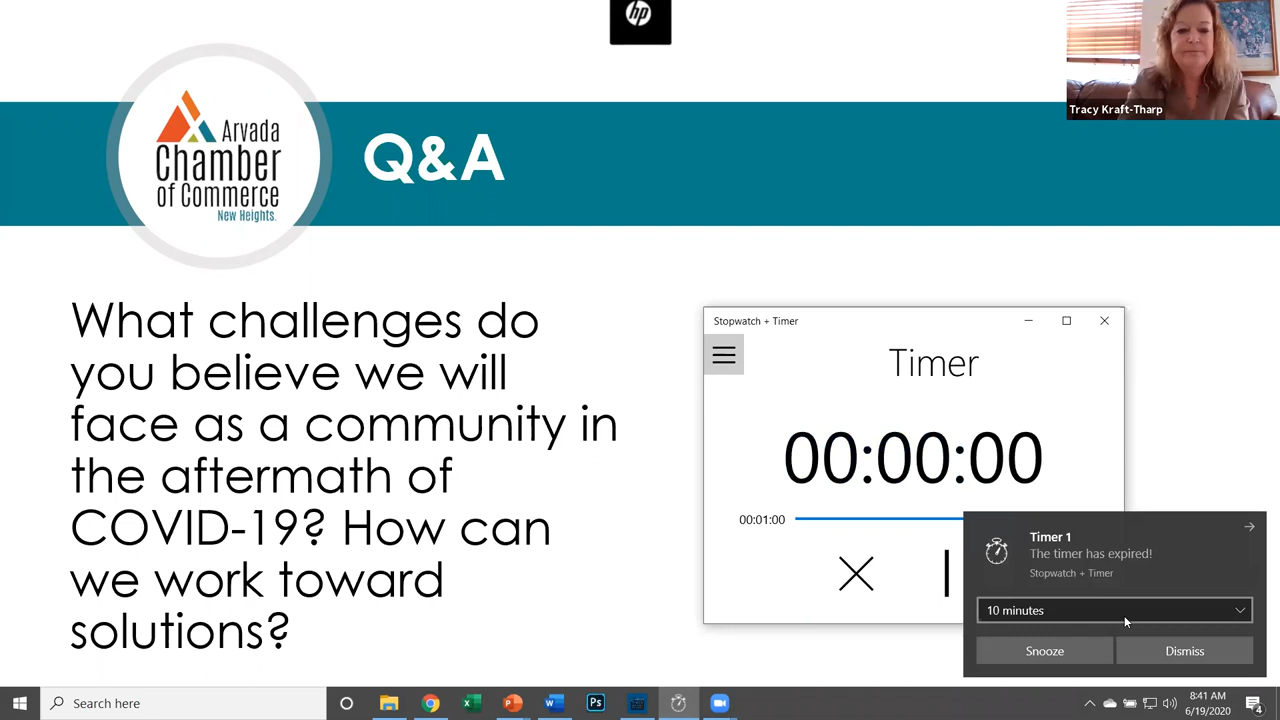 hp
Tracy Kraft-Tharp
Arvada
Chamber
of Commerce
New Heights.
Q&A
What challenges do
you believe we will
face as a community in
the aftermath of
COVID-19? How can
we work toward
solutions?
Stopwatch + Timer
Timer
00:00:00
00:01:00
Timer 1
The timer has expired!
Stopwatch + Timer
10 minutes
Snooze
Dismiss
Search here
Ps
8:41 AM
6/19/2020
4